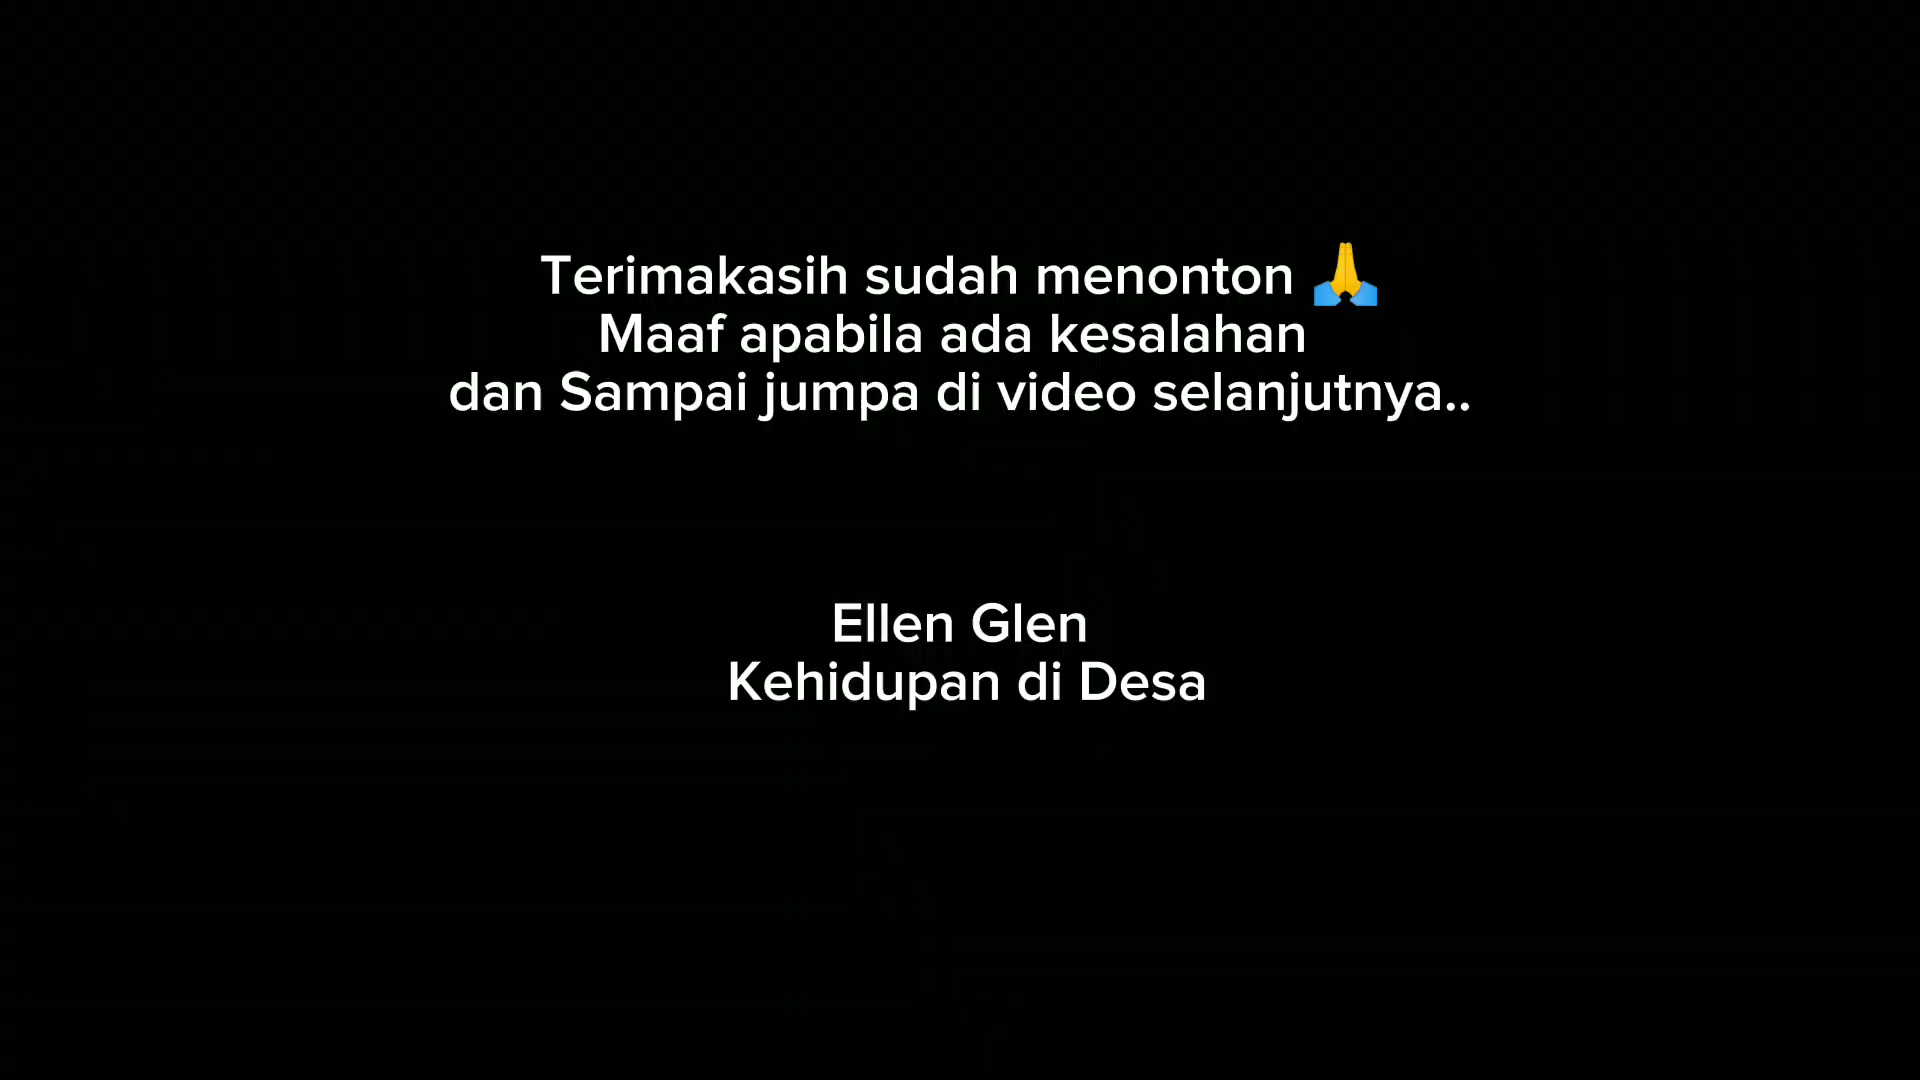 Terimakasih sudah menonton 🙏
Maaf apabila ada kesalahan
dan Sampai jumpa di video selanjutnya..
Ellen Glen
Kehidupan di Desa